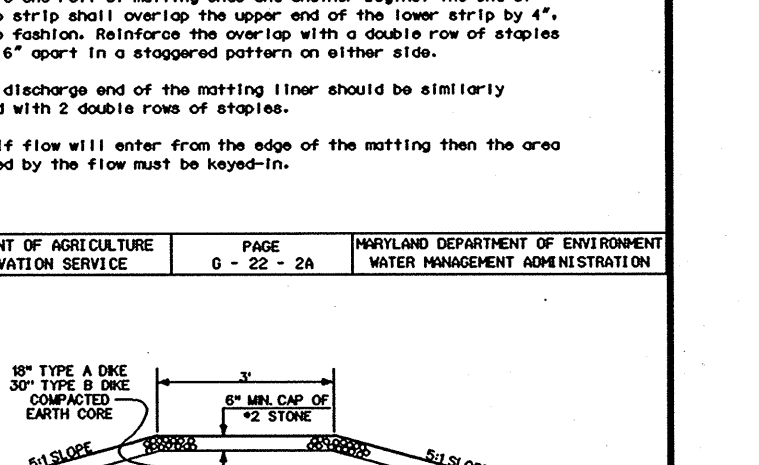 strip shall overlap the upper end of the lower strip by 4",
fashion. Reinforce the overlap with a double row of staples
6" apart in a staggered pattern on either side.
discharge end of the matting liner should be similarly
with 2 double rows of staples.
if flow will enter from the edge of the matting then the area
by the flow must be keyed-in.
OF AGRICULTURE
SERVICE
PAGE
G - 22 - 2A
MARYLAND DEPARTMENT OF ENVIRONMENT
WATER MANAGEMENT ADMINISTRATION
18" TYPE A DIKE
30" TYPE B DIKE
COMPACTED
EARTH CORE
3'
6" MIN. CAP OF
#2 STONE
5:1 SLOPE
5:1 SLOPE